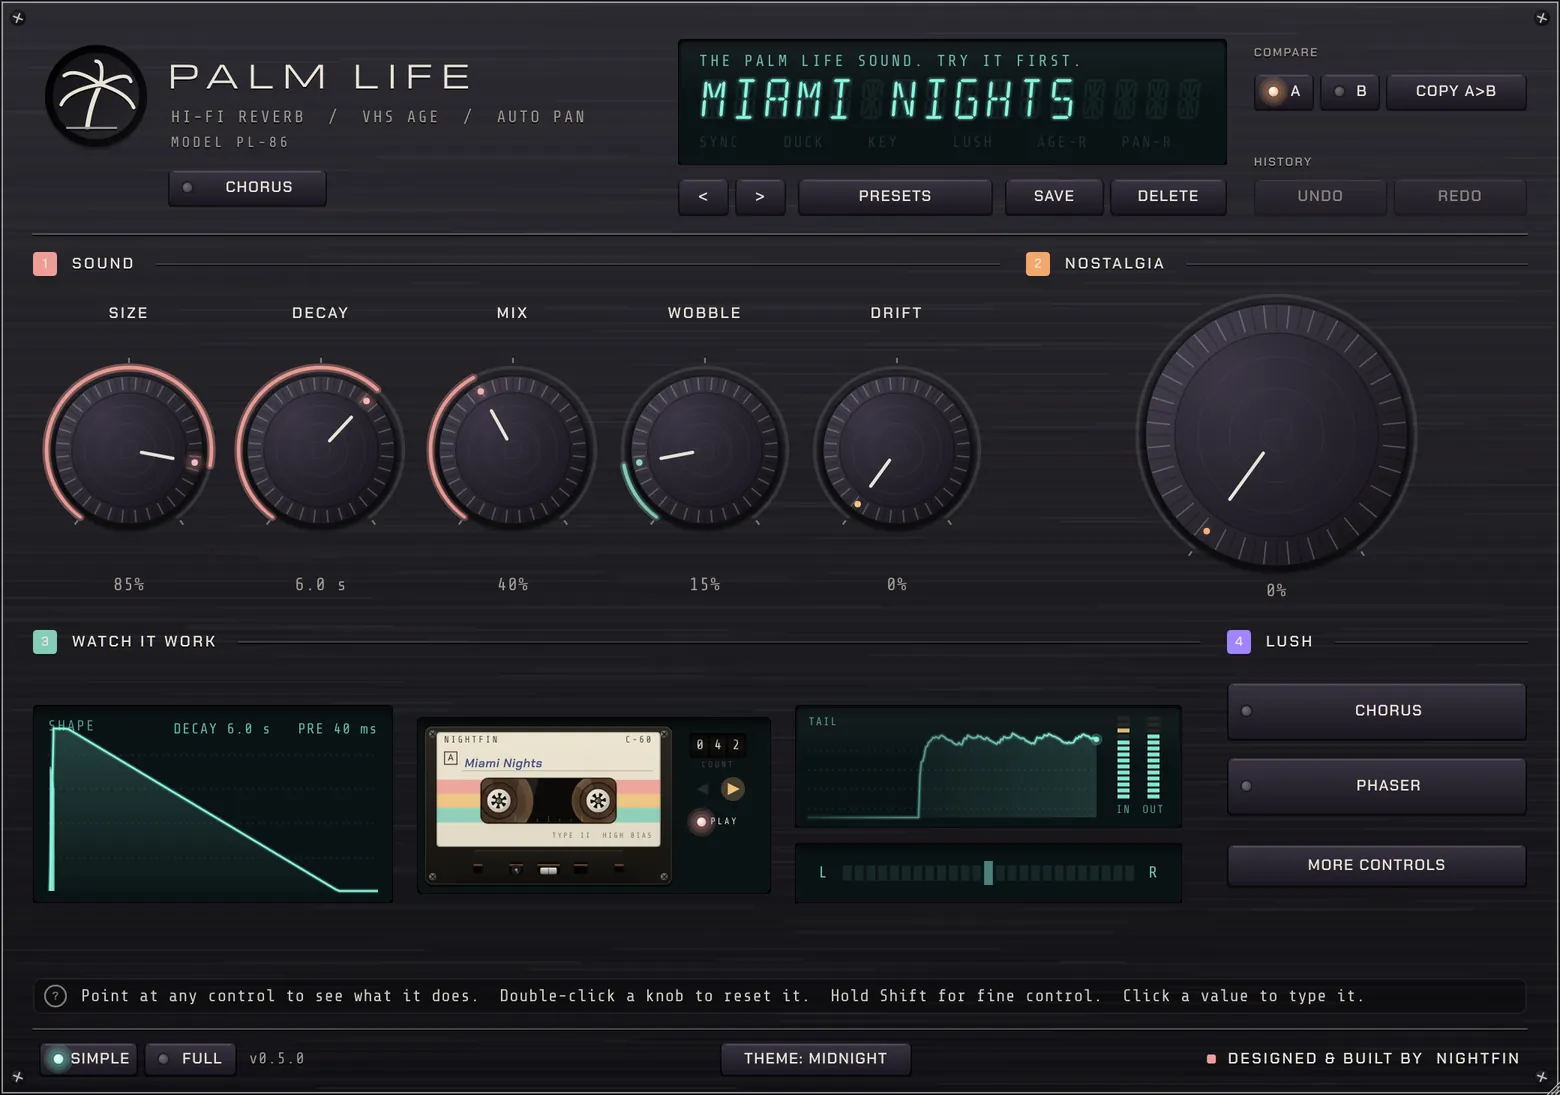 PALM LIFE
HI-FI REVERB / VHS AGE / AUTO PAN
MODEL PL-86
CHORUS
THE PALM LIFE SOUND. TRY IT FIRST.
MIAMI NIGHTS
SYNC DUCK KEY LUSH AGE-R PAN-R
< > PRESETS SAVE DELETE
COMPARE
A B COPY A>B
HISTORY
UNDO REDO
1 SOUND
2 NOSTALGIA
SIZE DECAY MIX WOBBLE DRIFT
85% 6.0 s 40% 15% 0%
0%
3 WATCH IT WORK
4 LUSH
SHAPE DECAY 6.0 s PRE 40 ms
NIGHTFIN C-60
A Miami Nights
TYPE II HIGH BIAS
0 4 2
COUNT
PLAY
TAIL
IN OUT
L R
CHORUS
PHASER
MORE CONTROLS
? Point at any control to see what it does. Double-click a knob to reset it. Hold Shift for fine control. Click a value to type it.
SIMPLE FULL v0.5.0
THEME: MIDNIGHT
DESIGNED & BUILT BY NIGHTFIN